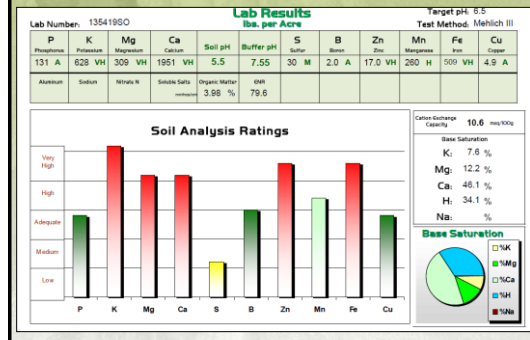 Lab Results
Lab Number: 135419SO
lbs. per Acre
Target pH: 6.5
Test Method: Mehlich III
P K Mg Ca Soil pH Buffer pH S B Zn Mn Fe Cu
Phosphorus Potassium Magnesium Calcium Sulfur Boron Zinc Manganese Iron Copper
131 A 628 VH 309 VH 1951 VH 5.5 7.55 30 M 2.0 A 17.0 VH 260 H 509 VH 4.9 A
Aluminum Sodium Nitrate N Soluble Salts Organic Matter ENR
3.98 % 79.6
Soil Analysis Ratings
Very High
High
Adequate
Medium
Low
P K Mg Ca S B Zn Mn Fe Cu
Cation Exchange Capacity 10.6 meq/100g
Base Saturation
K: 7.6 %
Mg: 12.2 %
Ca: 46.1 %
H: 34.1 %
Na: %
Base Saturation
%K
%Mg
%Ca
%H
%Na